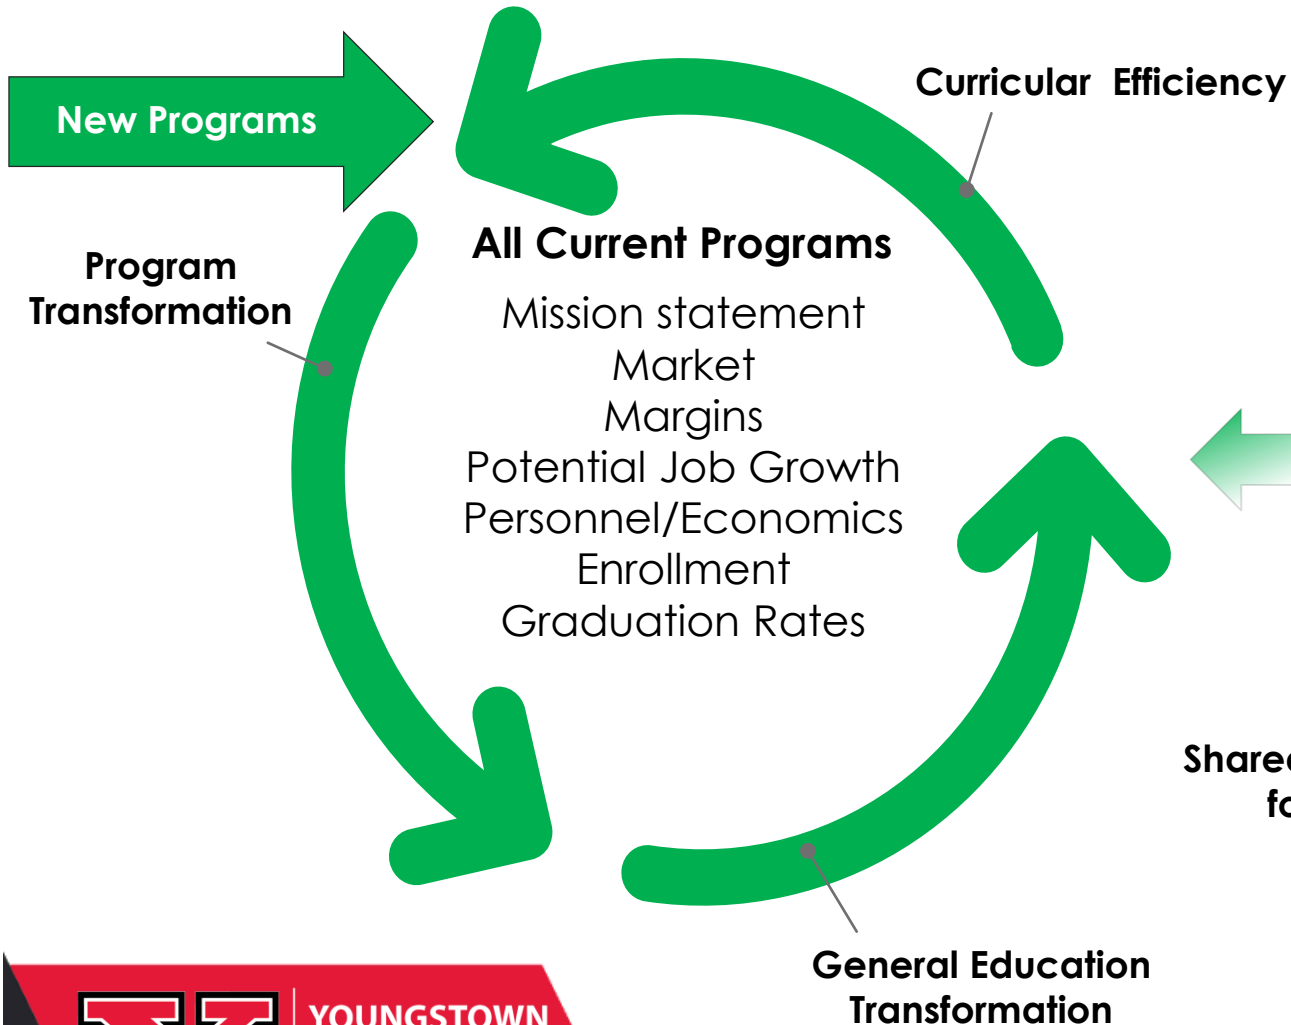 Curricular Efficiency
New Programs
Program
Transformation
All Current Programs
Mission statement
Market
Margins
Potential Job Growth
Personnel/Economics
Enrollment
Graduation Rates
General Education
Transformation
YOUNGSTOWN